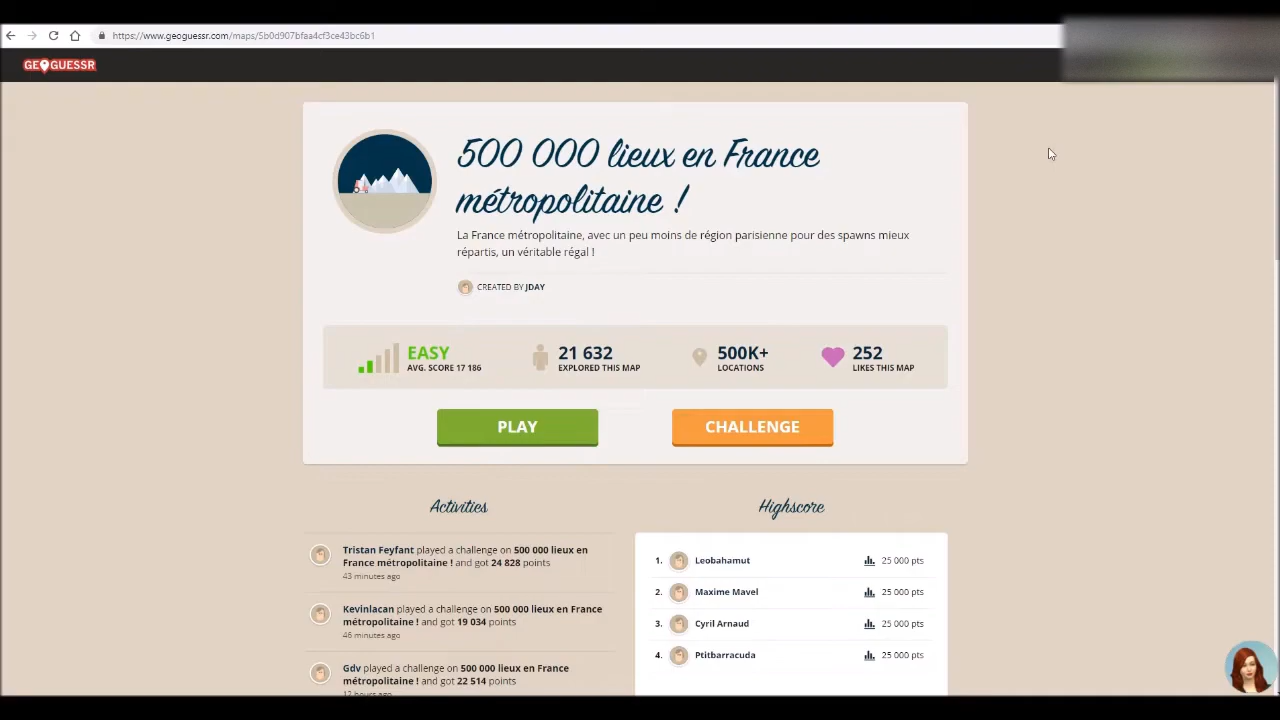 https://www.geoguessr.com/maps/5b0d907bfaa4cf3ce43bc6b1
GEOGUESSR
500 000 lieux en France
métropolitaine !
La France métropolitaine, avec un peu moins de région parisienne pour des spawns mieux
répartis, un véritable régal !
CREATED BY JDAY
EASY
AVG. SCORE 17 186
21 632
EXPLORED THIS MAP
500K+
LOCATIONS
252
LIKES THIS MAP
PLAY
CHALLENGE
Activities
Tristan Feyfant played a challenge on 500 000 lieux en
France métropolitaine ! and got 24 828 points
43 minutes ago
Kevinlacan played a challenge on 500 000 lieux en France
métropolitaine ! and got 19 034 points
46 minutes ago
Gdv played a challenge on 500 000 lieux en France
métropolitaine ! and got 22 514 points
12 hours ago
Highscore
1. Leobahamut 25 000 pts
2. Maxime Mavel 25 000 pts
3. Cyril Arnaud 25 000 pts
4. Ptitbarracuda 25 000 pts